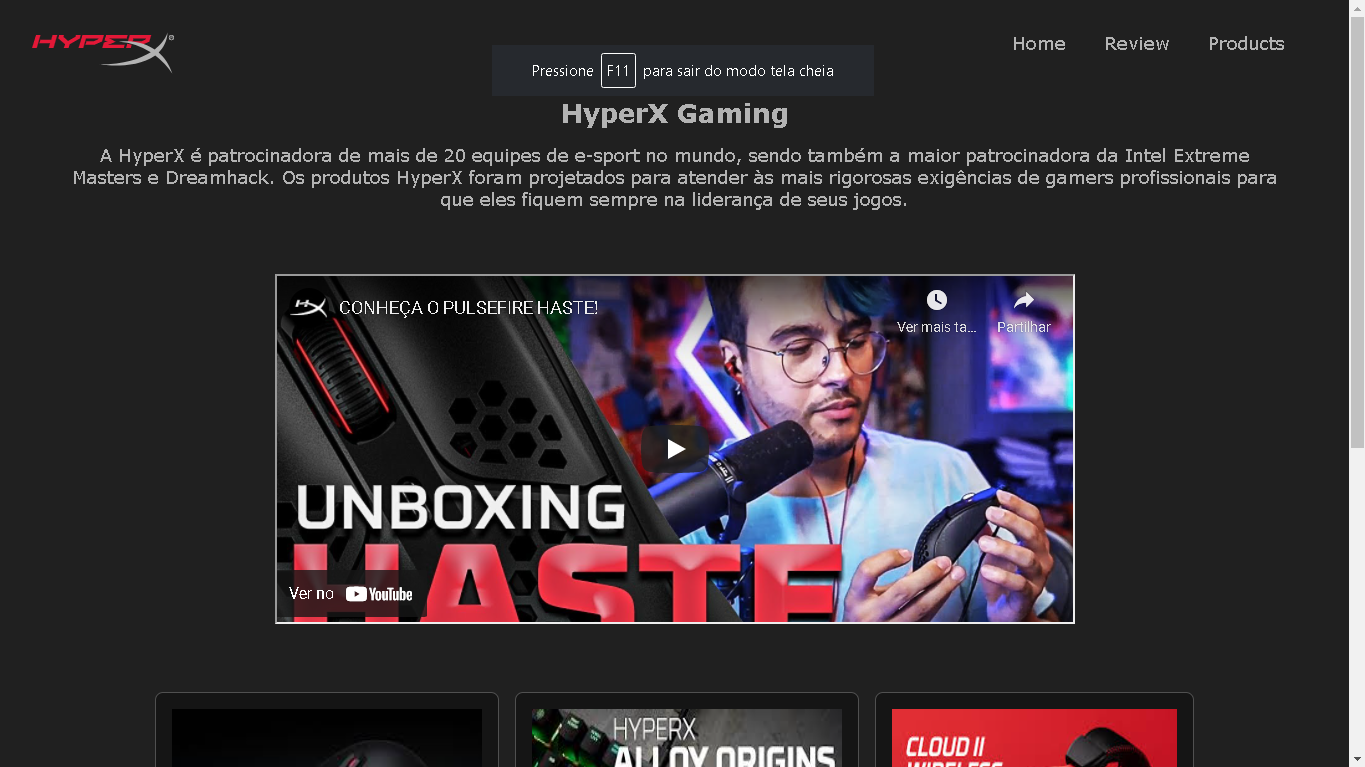 HYPERX®
Home Review Products
Pressione F11 para sair do modo tela cheia
HyperX Gaming
A HyperX é patrocinadora de mais de 20 equipes de e-sport no mundo, sendo também a maior patrocinadora da Intel Extreme
Masters e Dreamhack. Os produtos HyperX foram projetados para atender às mais rigorosas exigências de gamers profissionais para
que eles fiquem sempre na liderança de seus jogos.
HX CONHEÇA O PULSEFIRE HASTE!
Ver mais ta... Partilhar
CLOUD II
UNBOXING
HASTE
Ver no YouTube
HYPERX
ALLOY ORIGINS
CLOUD II
WIRELESS